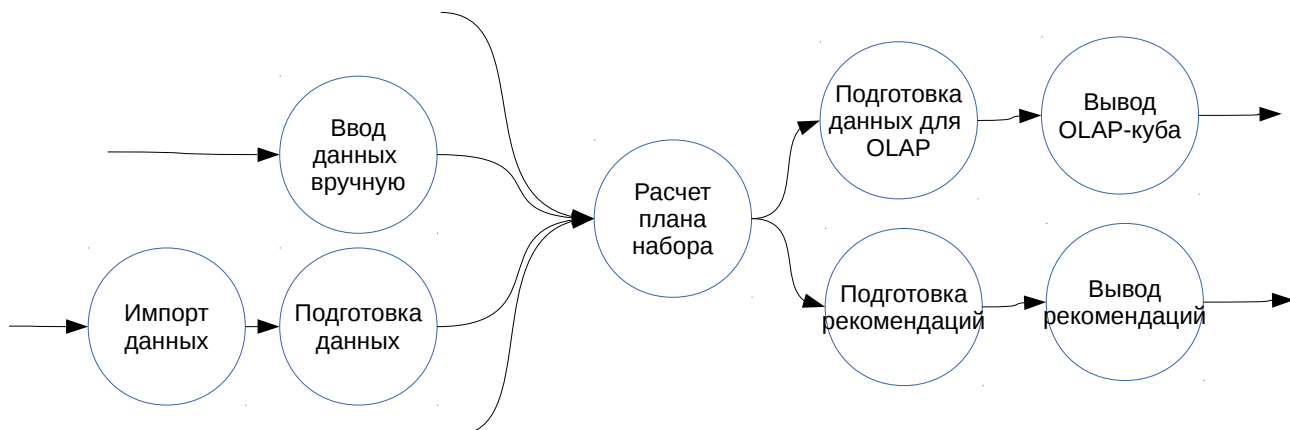 Ввод
данных
вручную
Импорт
данных
Подготовка
данных
Расчет
плана
набора
Подготовка
данных для
OLAP
Вывод
OLAP-куба
Подготовка
рекомендаций
Вывод
рекомендаций